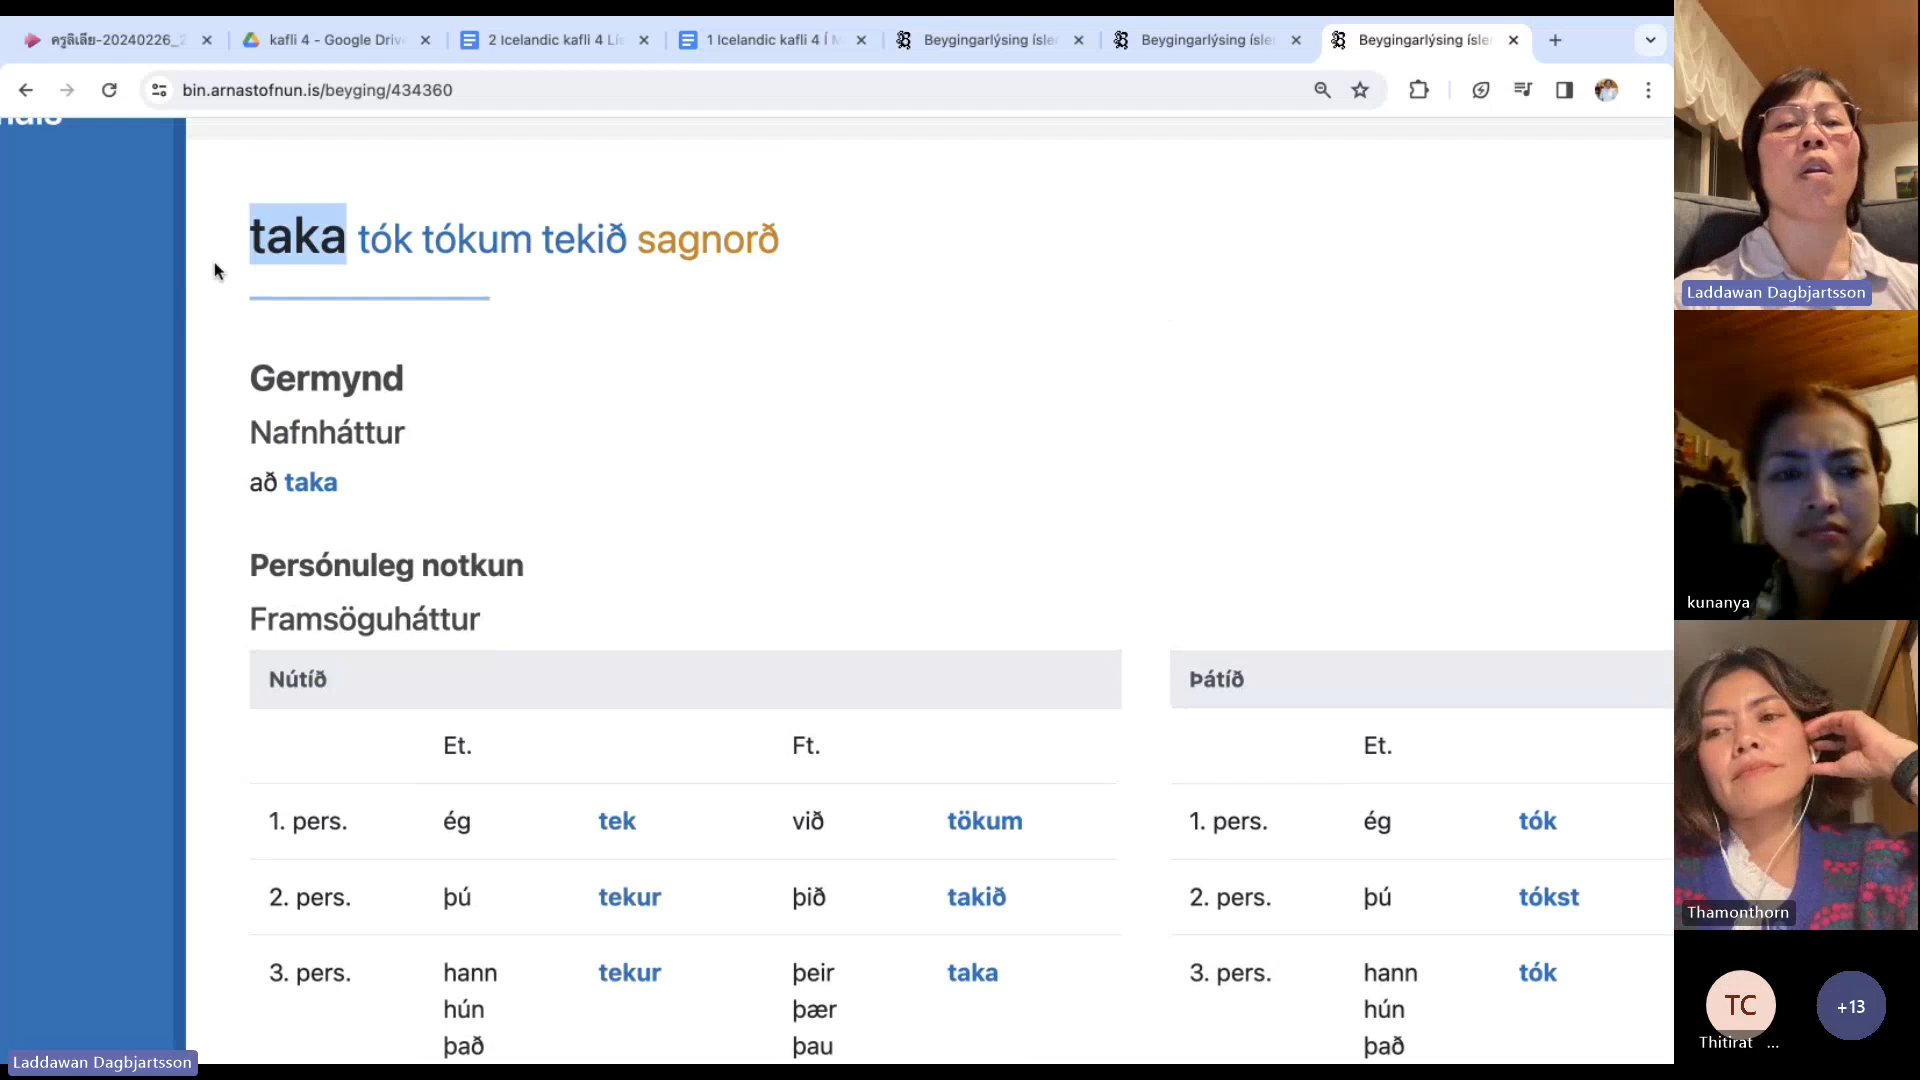 ครูลิเลีย-20240226_2
kafli 4 - Google Driv
2 Icelandic kafli 4 Lís
1 Icelandic kafli 4 Í M
Beygingarlýsing ísle
Beygingarlýsing ísle
Beygingarlýsing ísle
bin.arnastofnun.is/beyging/434360
taka tók tókum tekið sagnorð
Germynd
Nafnháttur
að taka
Persónuleg notkun
Framsöguháttur
Nútíð Þátíð
Et. Ft. Et.
1. pers. ég tek við tökum 1. pers. ég tók
2. pers. þú tekur þið takið 2. pers. þú tókst
3. pers. hann tekur þeir taka 3. pers. hann tók
hún þær hún
það þau það
Laddawan Dagbjartsson
Laddawan Dagbjartsson
kunanya
Thamonthorn
TC
Thitirat ...
+13